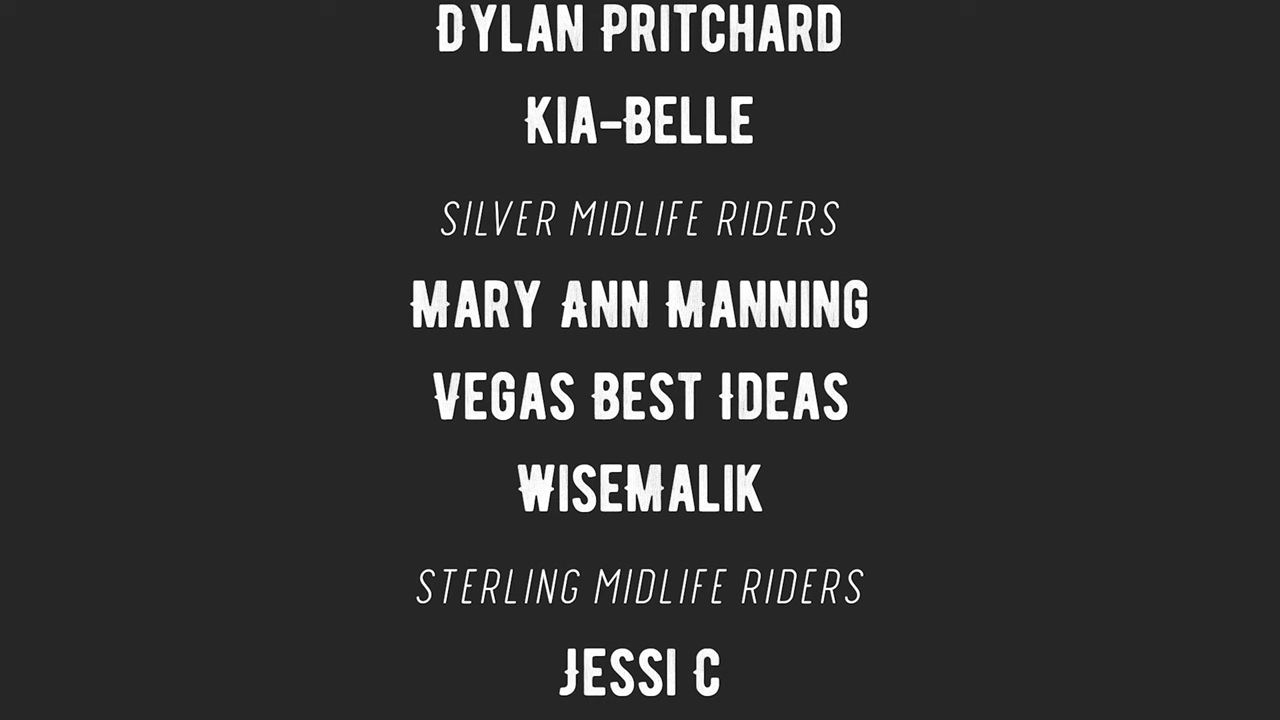 Dylan Pritchard
Kia-Belle
SILVER MIDLIFE RIDERS
Mary Ann Manning
Vegas Best Ideas
WiseMalik
STERLING MIDLIFE RIDERS
Jessi C